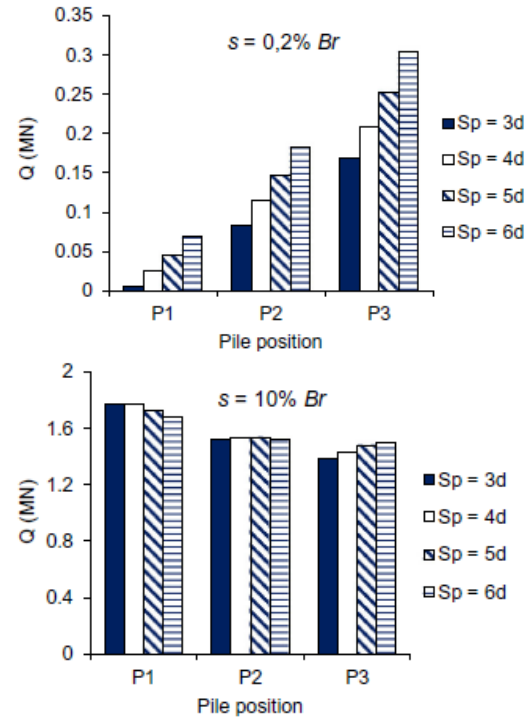 0.35
s = 0,2% Br
0.3
0.25
0.2
0.15
0.1
0.05
0
Q (MN)
Sp = 3d
Sp = 4d
Sp = 5d
Sp = 6d
P1 P2 P3
Pile position
2
s = 10% Br
1.6
1.2
0.8
0.4
0
Q (MN)
Sp = 3d
Sp = 4d
Sp = 5d
Sp = 6d
P1 P2 P3
Pile position